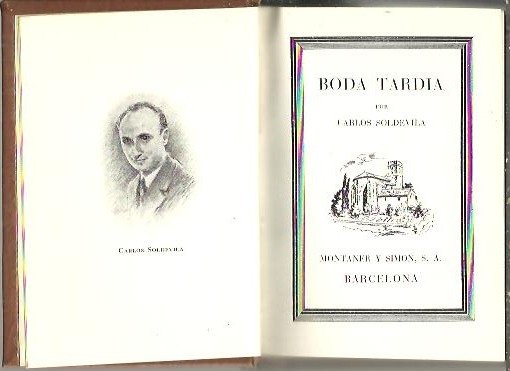 CARLOS SOLDEVILA
BODA TARDIA
POR
CARLOS SOLDEVILA
MONTANER Y SIMON, S. A.
BARCELONA